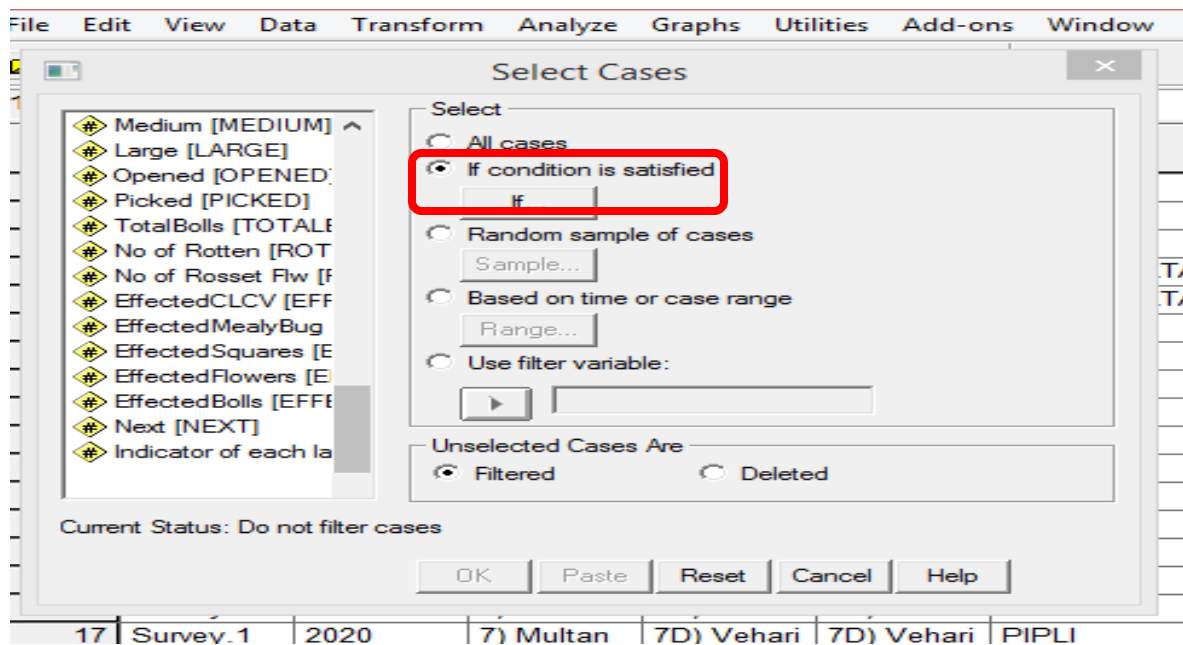 File Edit View Data Transform Analyze Graphs Utilities Add-ons Window
Select Cases
Medium [MEDIUM]
Large [LARGE]
Opened [OPENED]
Picked [PICKED]
TotalBolls [TOTALE
No of Rotten [ROT
No of Rosset Flw [F
EffectedCLCV [EFF
EffectedMealyBug
EffectedSquares [E
EffectedFlowers [E
EffectedBolls [EFFE
Next [NEXT]
Indicator of each la
Select
All cases
If condition is satisfied
If...
Random sample of cases
Sample...
Based on time or case range
Range...
Use filter variable:
Unselected Cases Are
Filtered Deleted
Current Status: Do not filter cases
OK Paste Reset Cancel Help
17 Survey.1 2020 7) Multan 7D) Vehari 7D) Vehari PIPLI